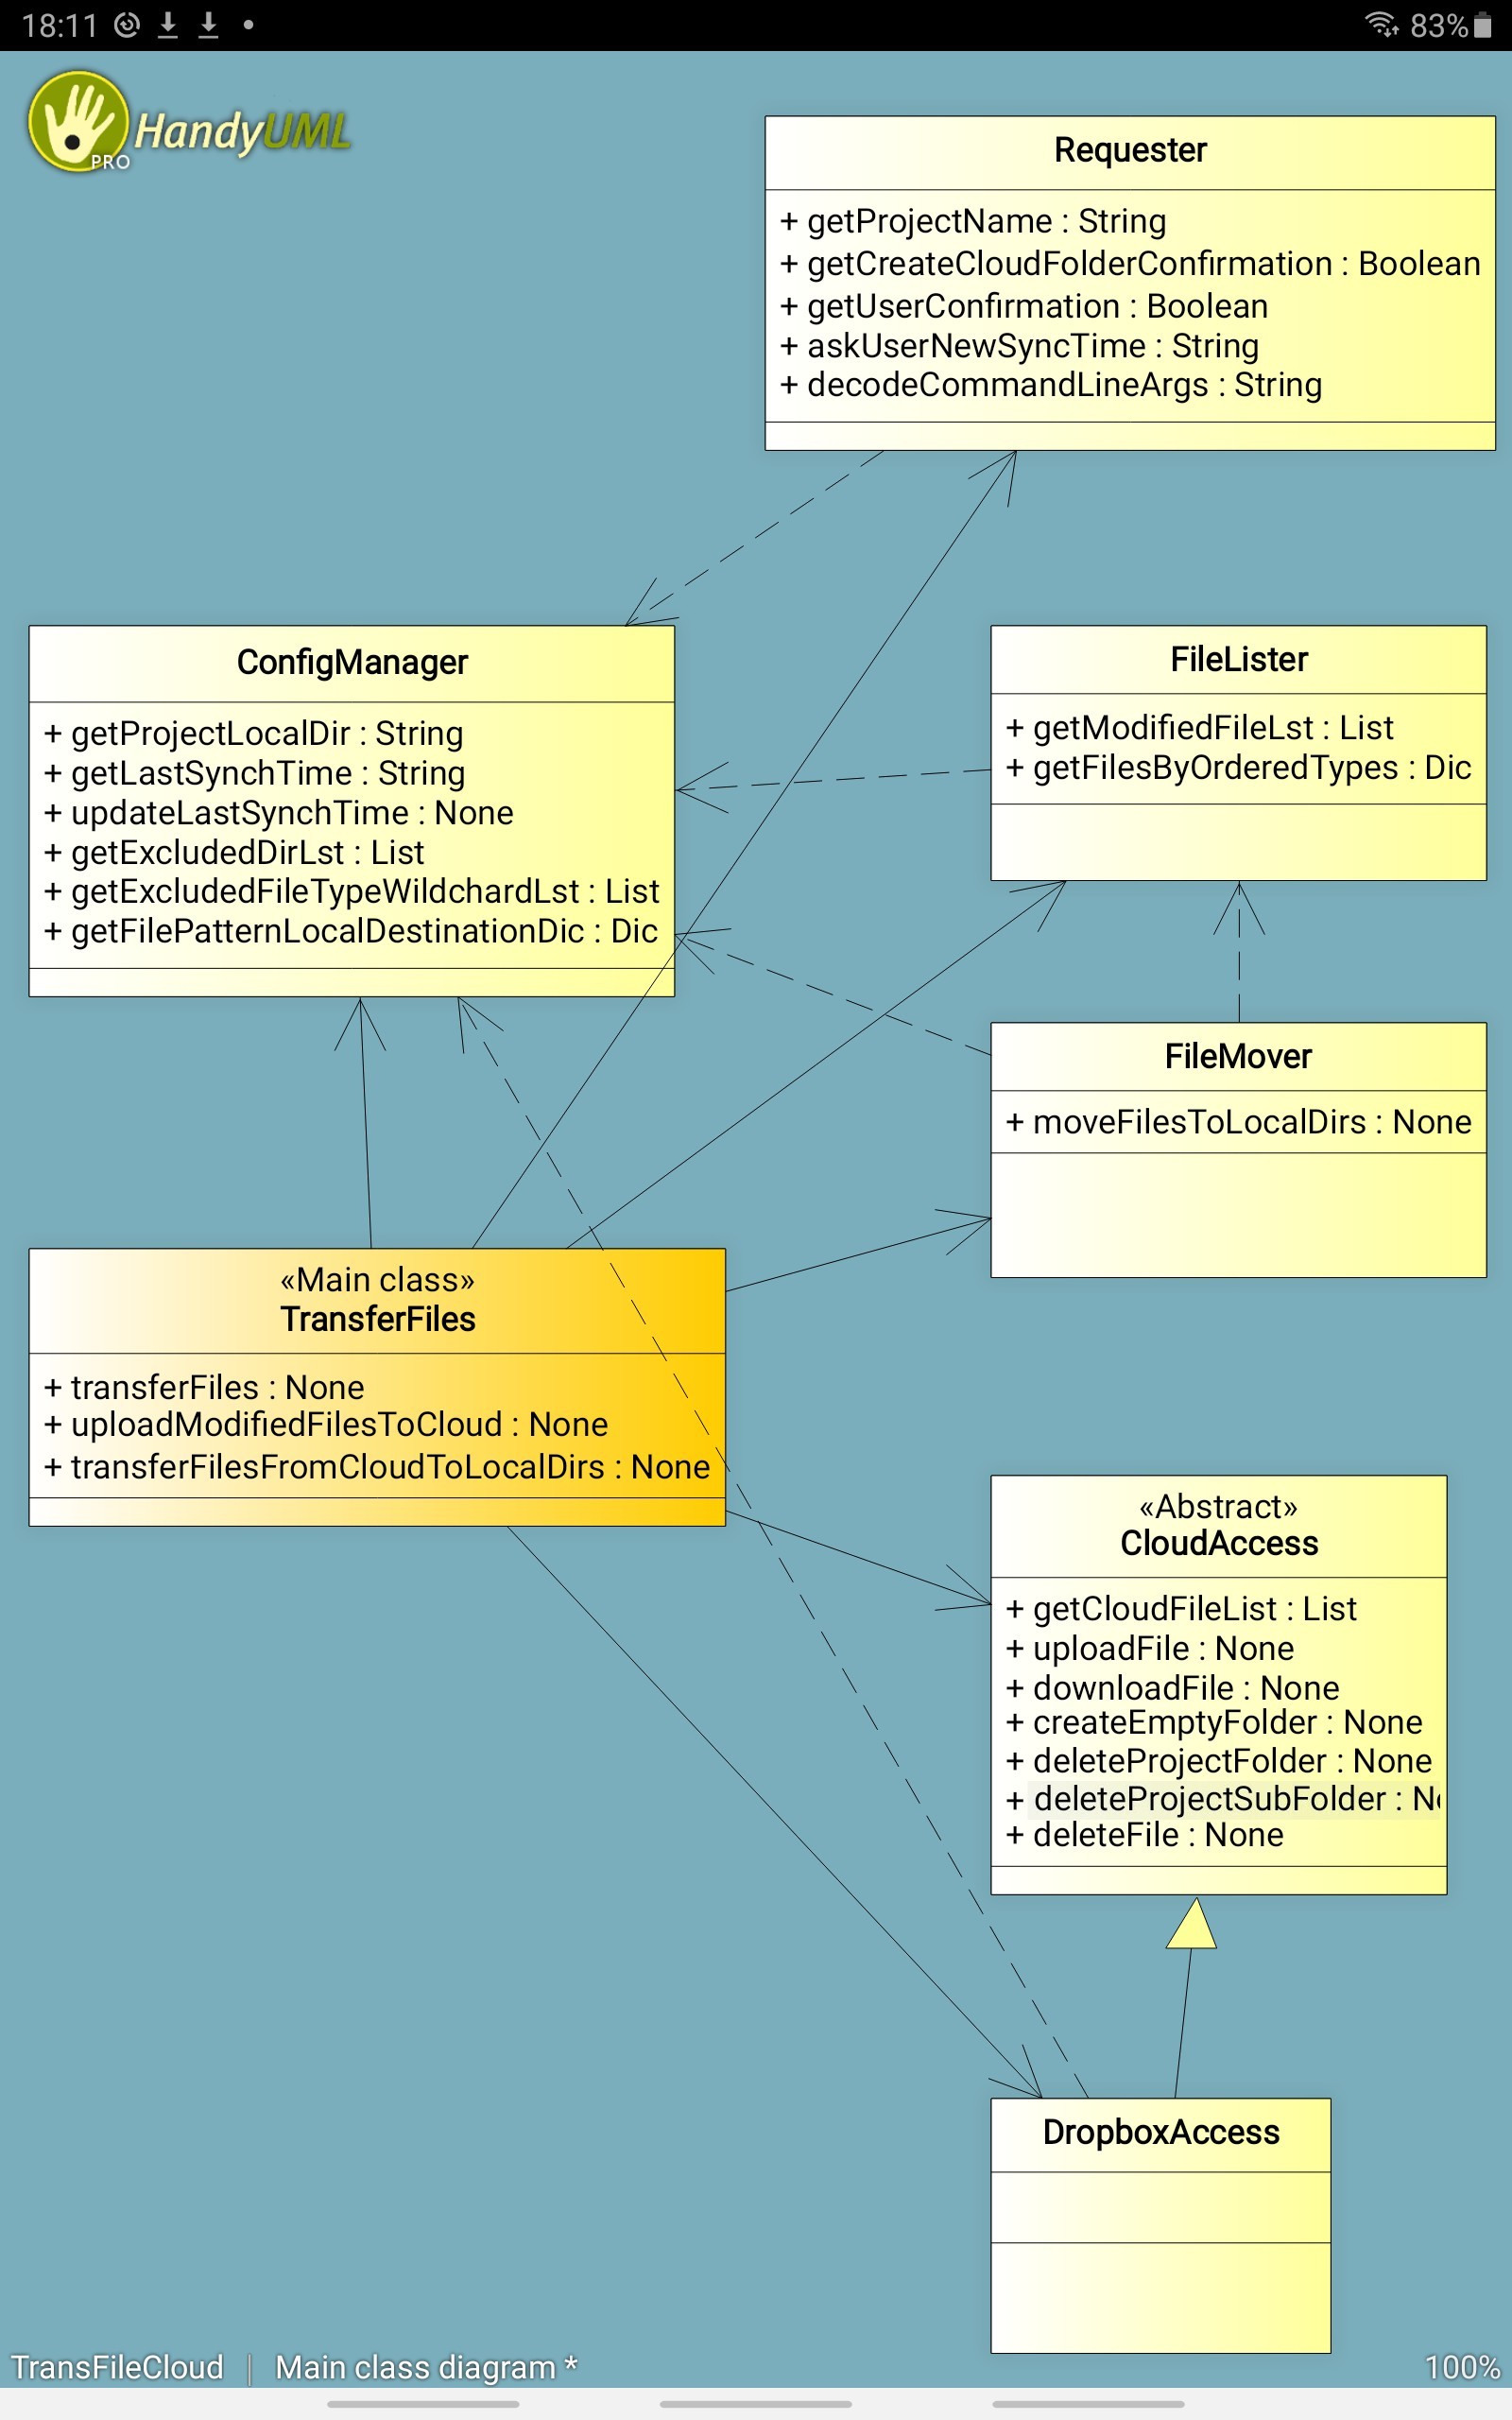 18:11
83%
PRO HandyUML
Requester
+ getProjectName : String
+ getCreateCloudFolderConfirmation : Boolean
+ getUserConfirmation : Boolean
+ askUserNewSyncTime : String
+ decodeCommandLineArgs : String
ConfigManager
+ getProjectLocalDir : String
+ getLastSynchTime : String
+ updateLastSynchTime : None
+ getExcludedDirLst : List
+ getExcludedFileTypeWildchardLst : List
+ getFilePatternLocalDestinationDic : Dic
FileLister
+ getModifiedFileLst : List
+ getFilesByOrderedTypes : Dic
FileMover
+ moveFilesToLocalDirs : None
«Main class»
TransferFiles
+ transferFiles : None
+ uploadModifiedFilesToCloud : None
+ transferFilesFromCloudToLocalDirs : None
«Abstract»
CloudAccess
+ getCloudFileList : List
+ uploadFile : None
+ downloadFile : None
+ createEmptyFolder : None
+ deleteProjectFolder : None
+ deleteProjectSubFolder :
+ deleteFile : None
DropboxAccess
TransFileCloud | Main class diagram *
100%